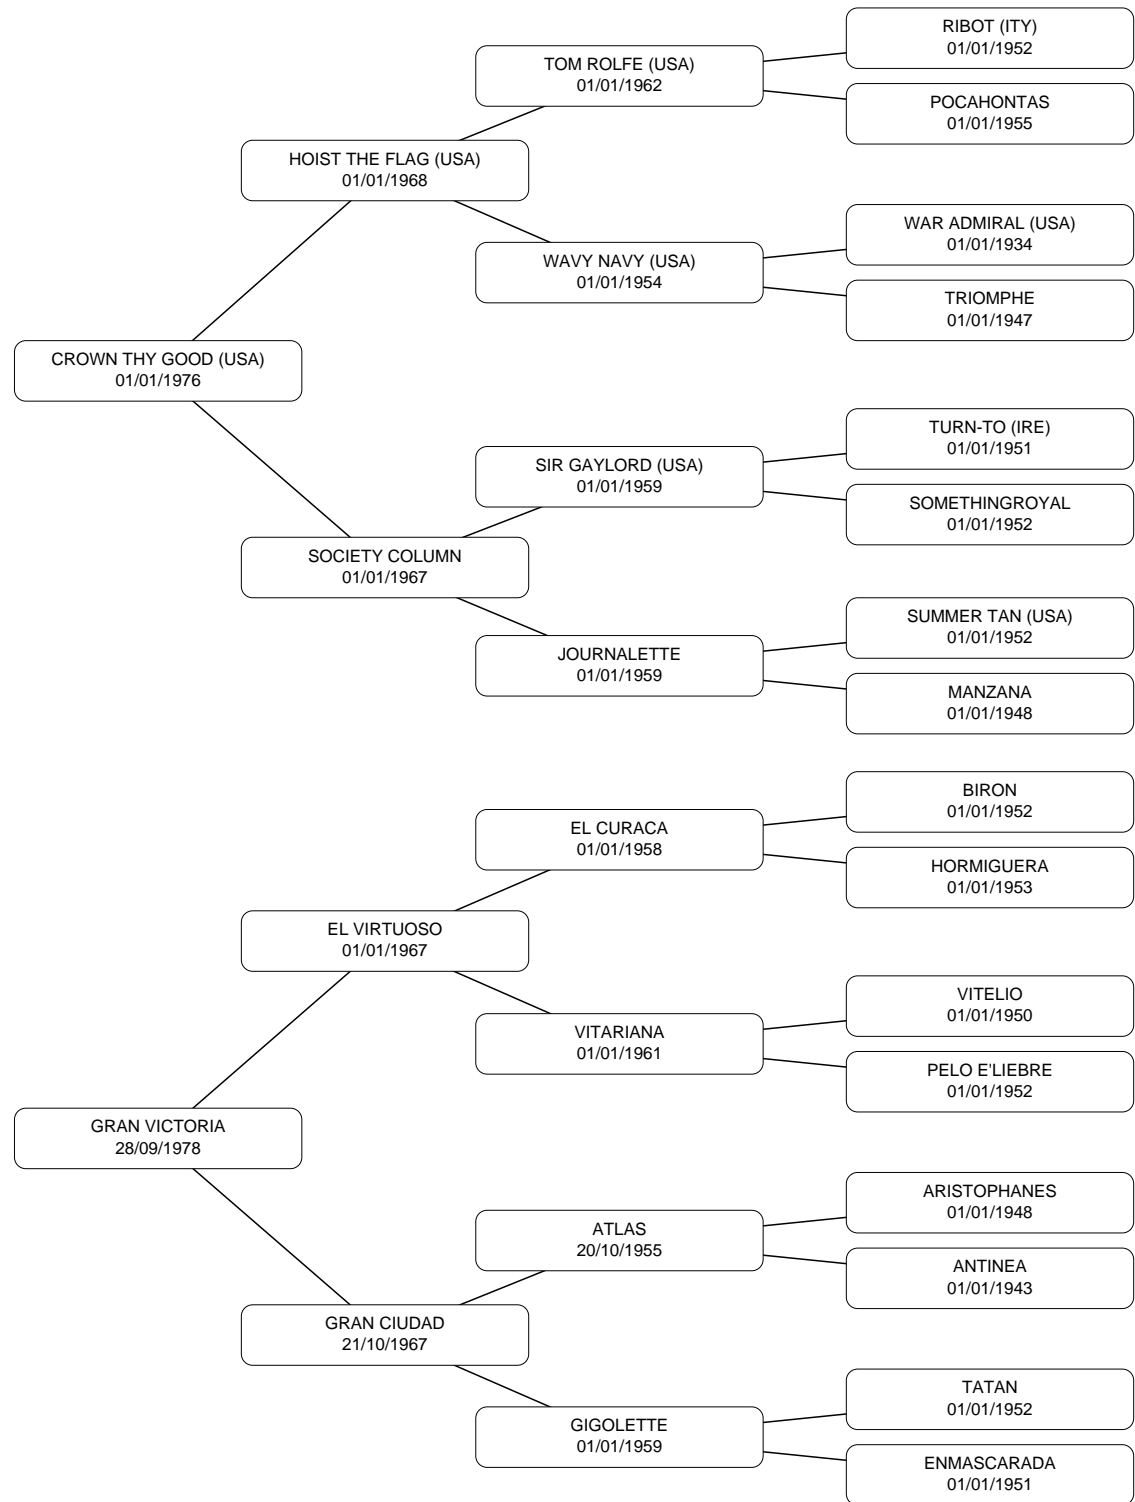 RIBOT (ITY)
01/01/1952
TOM ROLFE (USA)
01/01/1962
POCAHONTAS
01/01/1955
HOIST THE FLAG (USA)
01/01/1968
WAR ADMIRAL (USA)
01/01/1934
WAVY NAVY (USA)
01/01/1954
TRIOMPHE
01/01/1947
CROWN THY GOOD (USA)
01/01/1976
TURN-TO (IRE)
01/01/1951
SIR GAYLORD (USA)
01/01/1959
SOMETHINGROYAL
01/01/1952
SOCIETY COLUMN
01/01/1967
SUMMER TAN (USA)
01/01/1952
JOURNALETTE
01/01/1959
MANZANA
01/01/1948
BIRON
01/01/1952
EL CURACA
01/01/1958
HORMIGUERA
01/01/1953
EL VIRTUOSO
01/01/1967
VITELIO
01/01/1950
VITARIANA
01/01/1961
PELO E'LIEBRE
01/01/1952
GRAN VICTORIA
28/09/1978
ARISTOPHANES
01/01/1948
ATLAS
20/10/1955
ANTINEA
01/01/1943
GRAN CIUDAD
21/10/1967
TATAN
01/01/1952
GIGOLETTE
01/01/1959
ENMASCARADA
01/01/1951